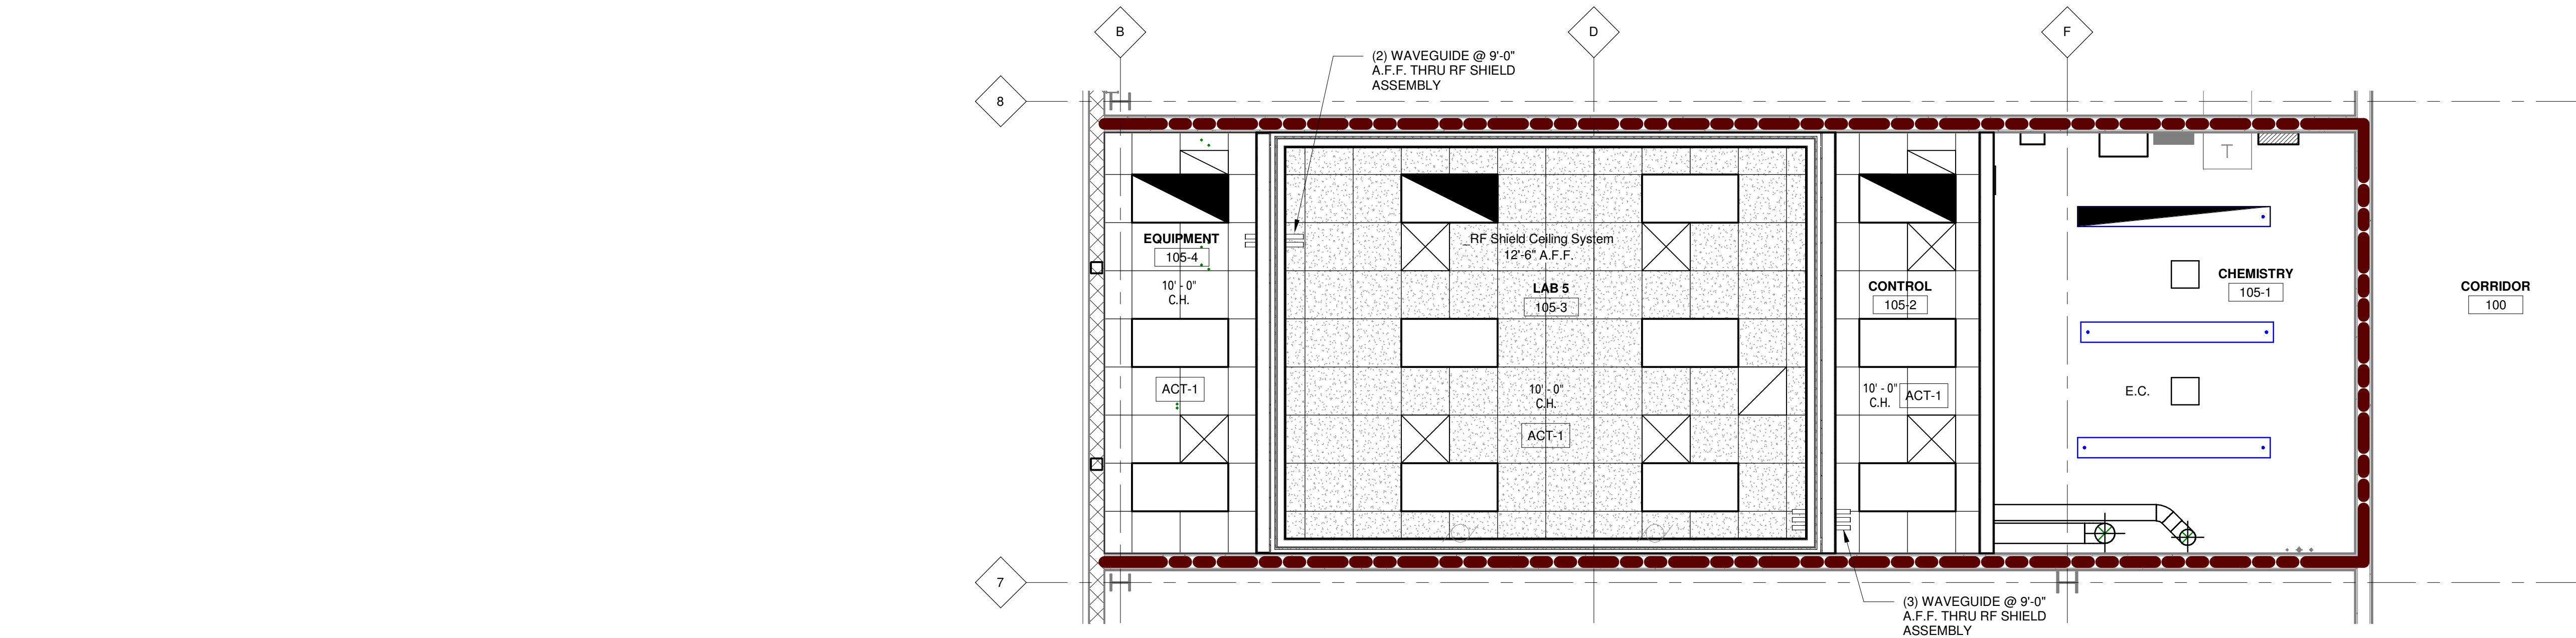 B
D
F
(2) WAVEGUIDE @ 9'-0"
A.F.F. THRU RF SHIELD
ASSEMBLY
8
T
EQUIPMENT
105-4
10' - 0"
C.H.
ACT-1
_RF Shield Ceiling System
12'-6" A.F.F.
LAB 5
105-3
10' - 0"
C.H.
ACT-1
CONTROL
105-2
10' - 0"
C.H.
ACT-1
CHEMISTRY
105-1
E.C.
CORRIDOR
100
7
(3) WAVEGUIDE @ 9'-0"
A.F.F. THRU RF SHIELD
ASSEMBLY